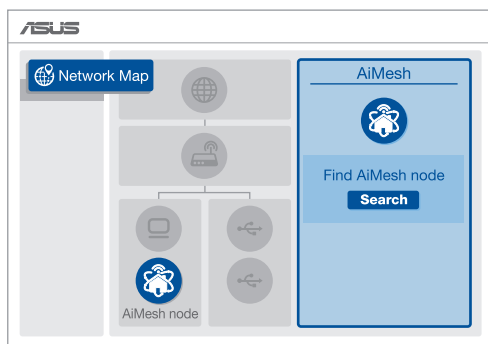 ASUS
Network Map
AiMesh
Find AiMesh node
Search
AiMesh node